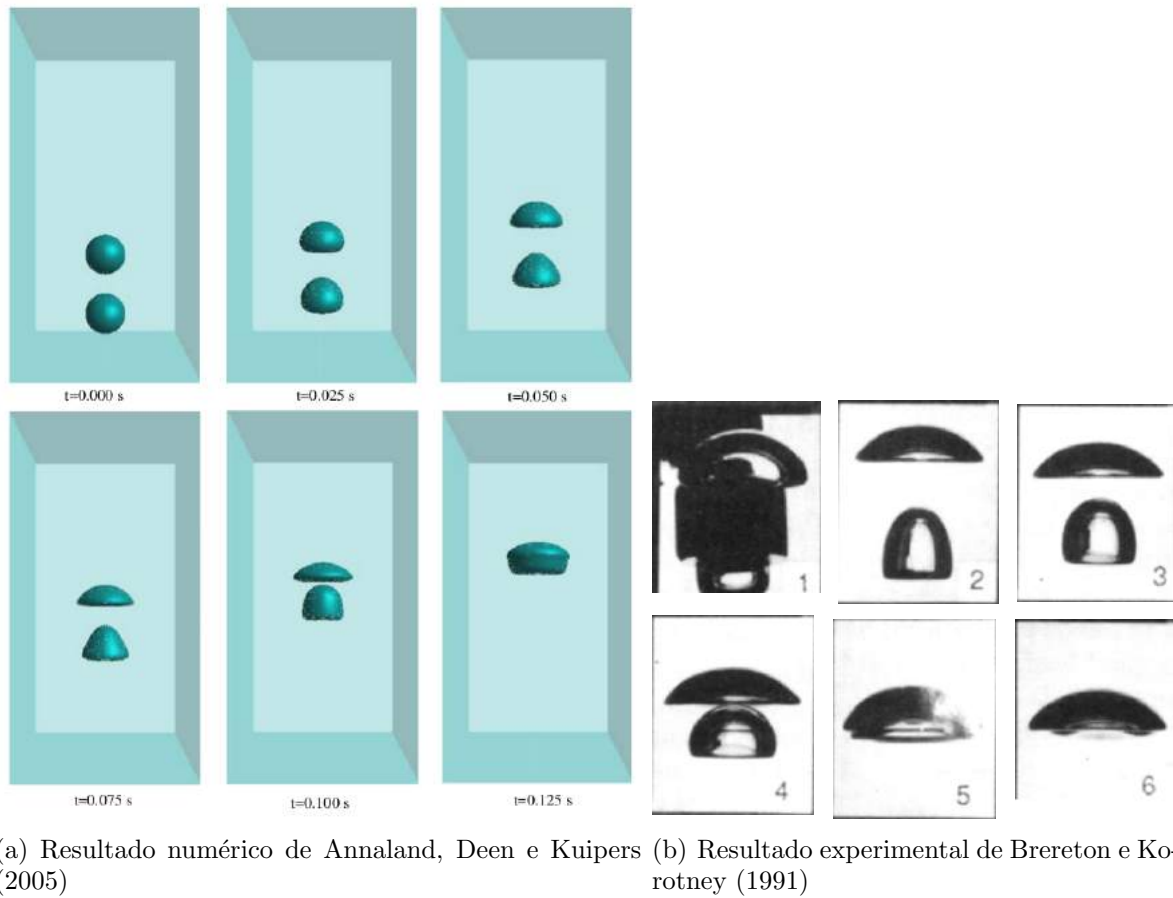 t=0.000 s
t=0.025 s
t=0.050 s
t=0.075 s
t=0.100 s
t=0.125 s
1
2
3
4
5
6
(a) Resultado numérico de Annaland, Deen e Kuipers
(2005)
(b) Resultado experimental de Brereton e Ko-
rotney (1991)